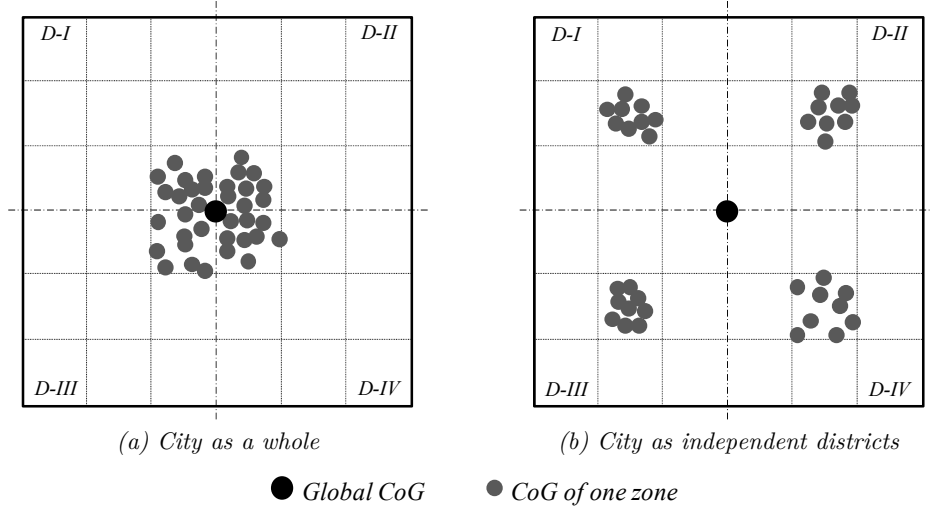 D-I
D-II
D-III
D-IV
(a) City as a whole
D-I
D-II
D-III
D-IV
(b) City as independent districts
Global CoG
CoG of one zone